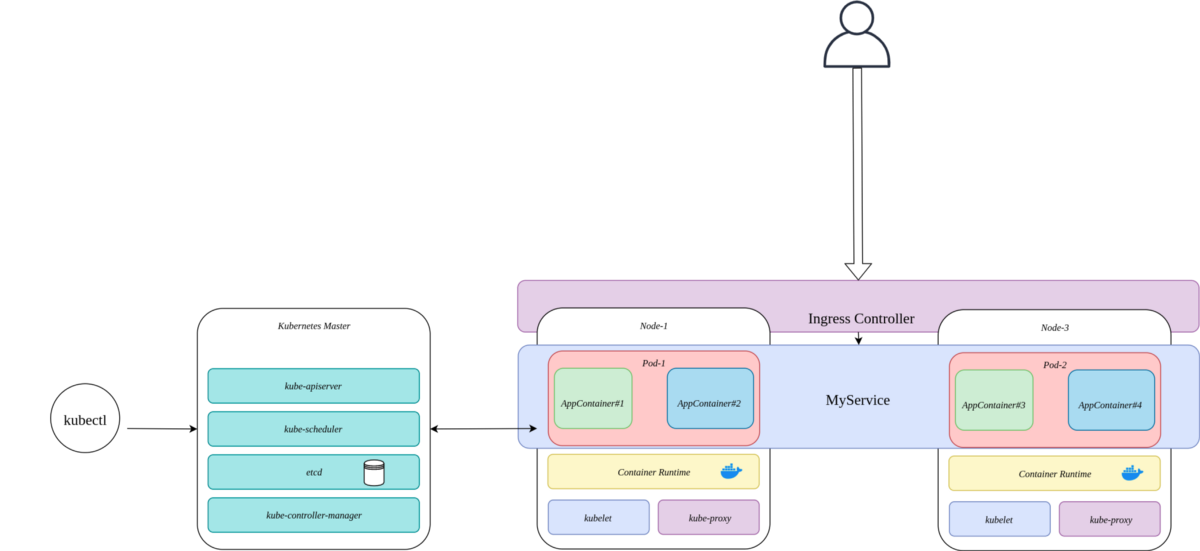 Ingress Controller
Kubernetes Master
kube-apiserver
kube-scheduler
etcd
kube-controller-manager
kubectl
Node-1
Pod-1
AppContainer#1
AppContainer#2
Container Runtime
kubelet
kube-proxy
MyService
Node-3
Pod-2
AppContainer#3
AppContainer#4
Container Runtime
kubelet
kube-proxy